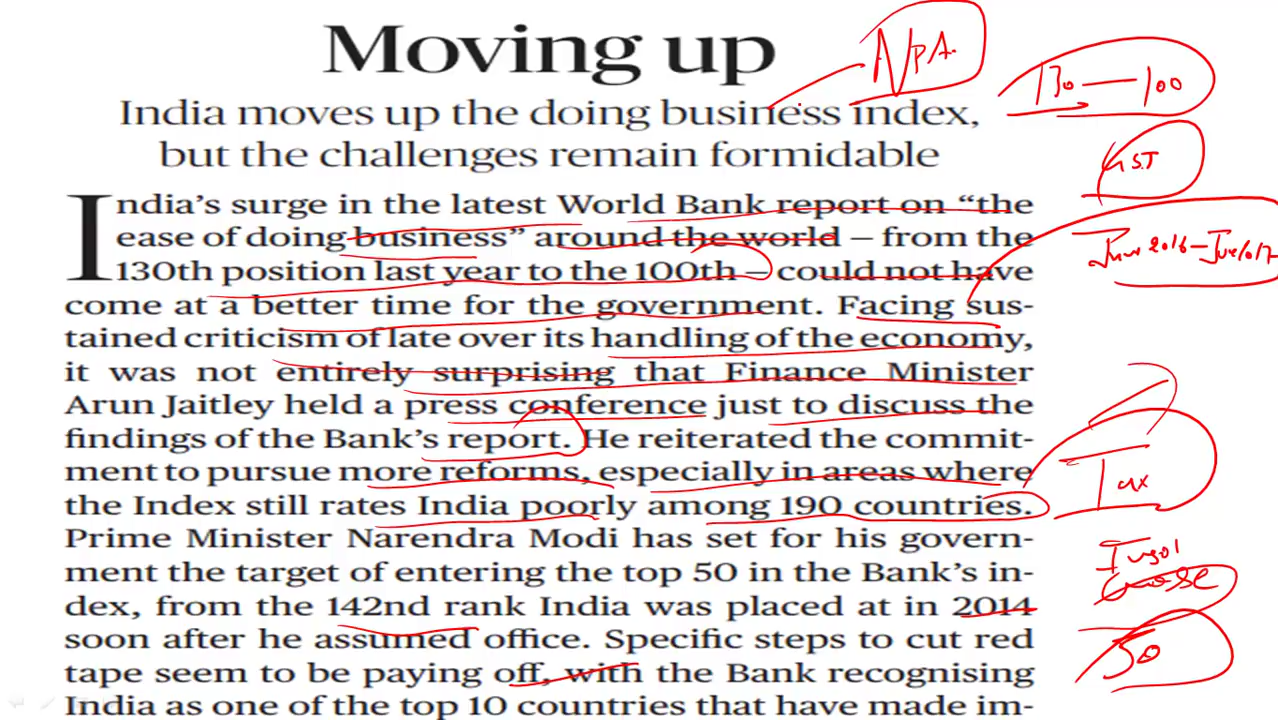 Moving up
India moves up the doing business index,
but the challenges remain formidable
India's surge in the latest World Bank report on “the
ease of doing business” around the world – from the
130th position last year to the 100th – could not have
come at a better time for the government. Facing sus-
tained criticism of late over its handling of the economy,
it was not entirely surprising that Finance Minister
Arun Jaitley held a press conference just to discuss the
findings of the Bank's report. He reiterated the commit-
ment to pursue more reforms, especially in areas where
the Index still rates India poorly among 190 countries.
Prime Minister Narendra Modi has set for his govern-
ment the target of entering the top 50 in the Bank's in-
dex, from the 142nd rank India was placed at in 2014
soon after he assumed office. Specific steps to cut red
tape seem to be paying off, with the Bank recognising
India as one of the top 10 countries that have made im-
NPA.
130 — 100
GST
Tax
50